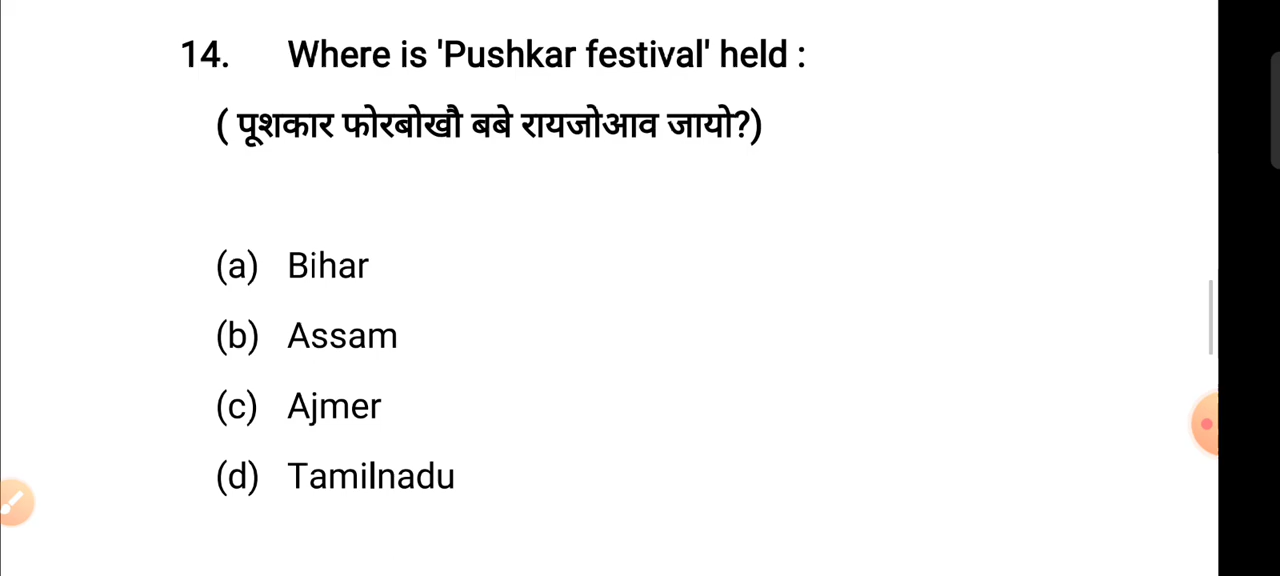 14. Where is 'Pushkar festival' held :
( पूशकार फोरबोखौ बबे रायजोआव जायो?)
(a) Bihar
(b) Assam
(c) Ajmer
(d) Tamilnadu